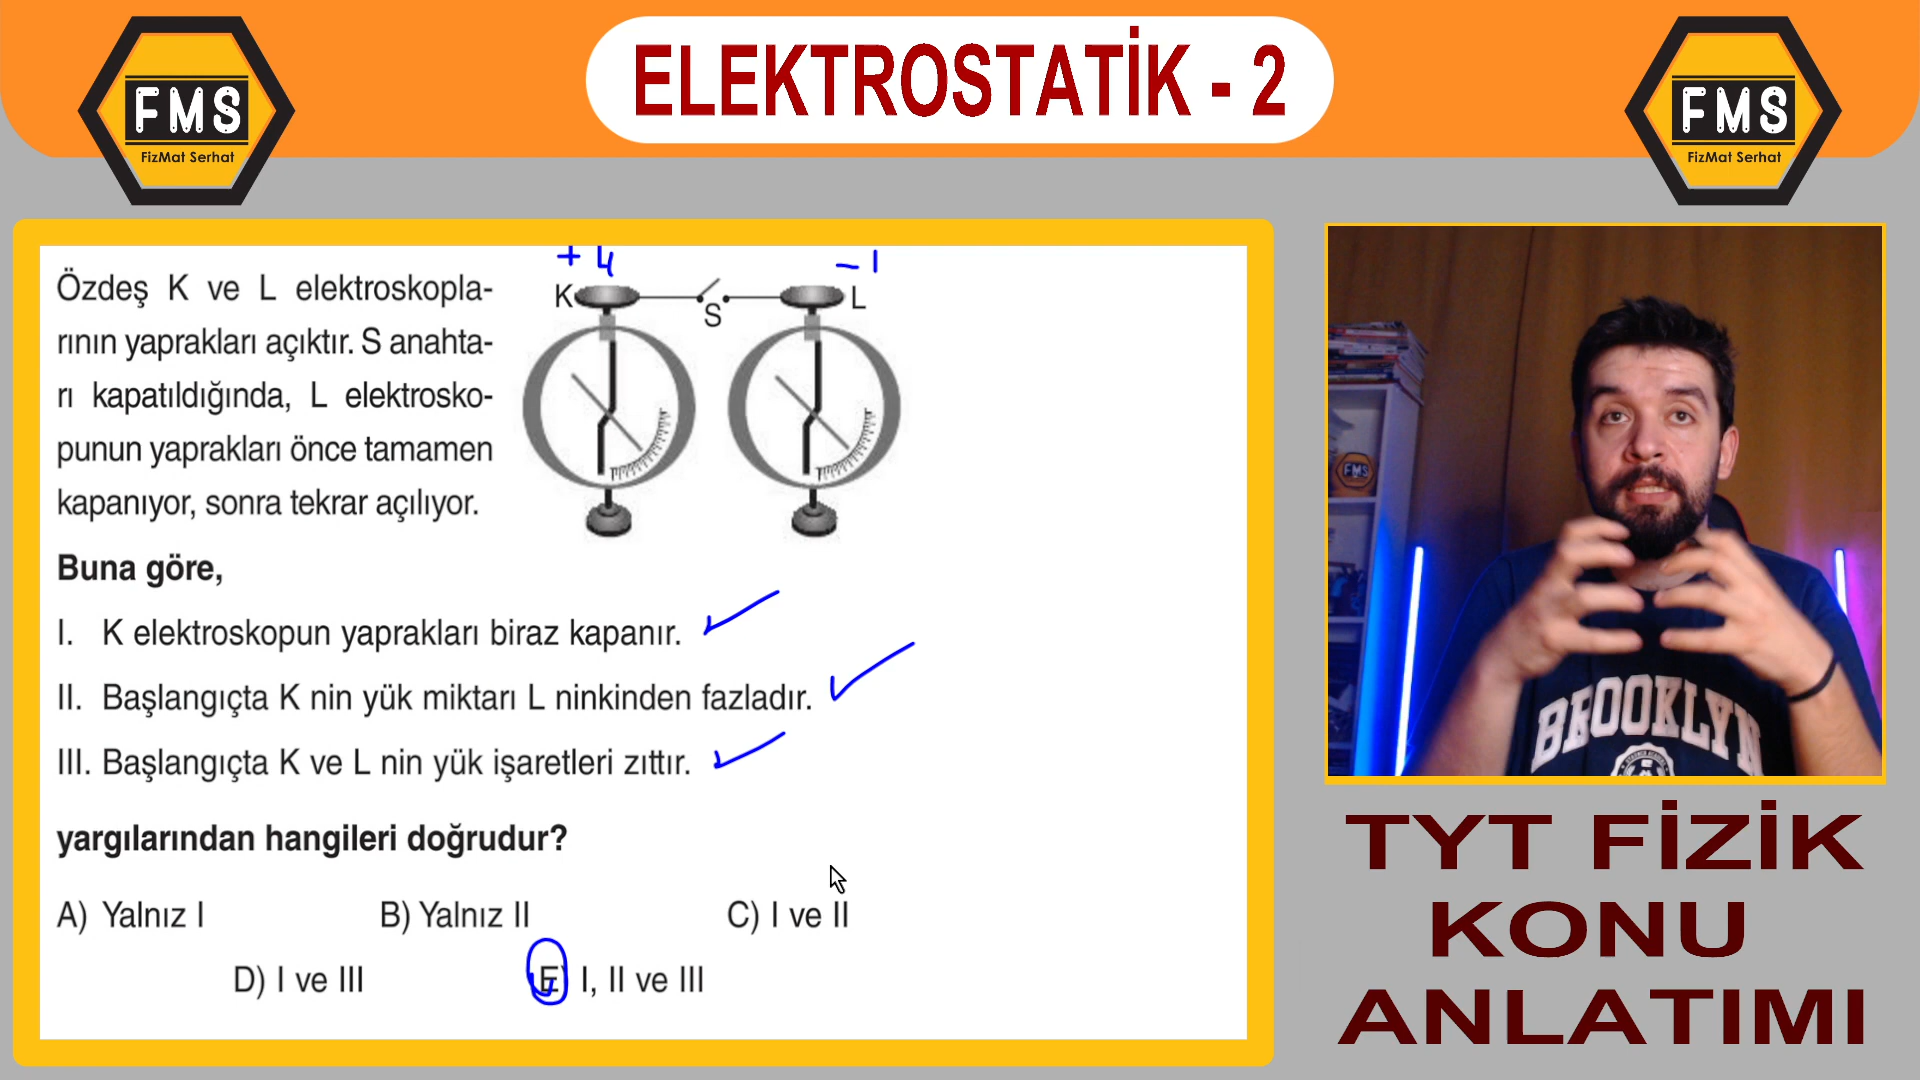 ELEKTROSTATİK - 2
FMS
FizMat Serhat
FMS
FizMat Serhat
+4
-1
K
S
L
Özdeş K ve L elektroskopla-
rının yaprakları açıktır. S anahta-
rı kapatıldığında, L elektrosko-
punun yaprakları önce tamamen
kapanıyor, sonra tekrar açılıyor.
Buna göre,
I. K elektroskopun yaprakları biraz kapanır.
II. Başlangıçta K nin yük miktarı L ninkinden fazladır.
III. Başlangıçta K ve L nin yük işaretleri zıttır.
yargılarından hangileri doğrudur?
A) Yalnız I
B) Yalnız II
C) I ve II
D) I ve III
E) I, II ve III
FMS
BROOKLYN
TYT FİZİK
KONU
ANLATIMI